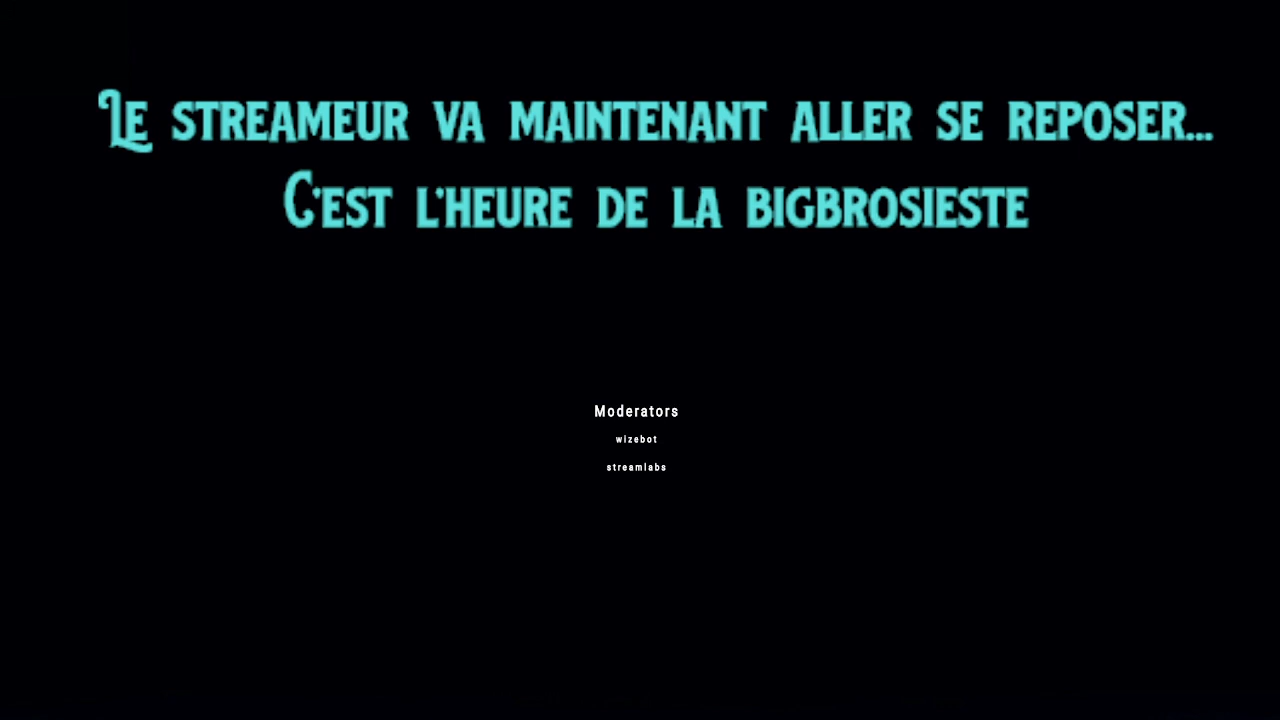 Le streameur va maintenant aller se reposer...
C'est l'heure de la bigbrosieste
Moderators
wizebot
streamlabs